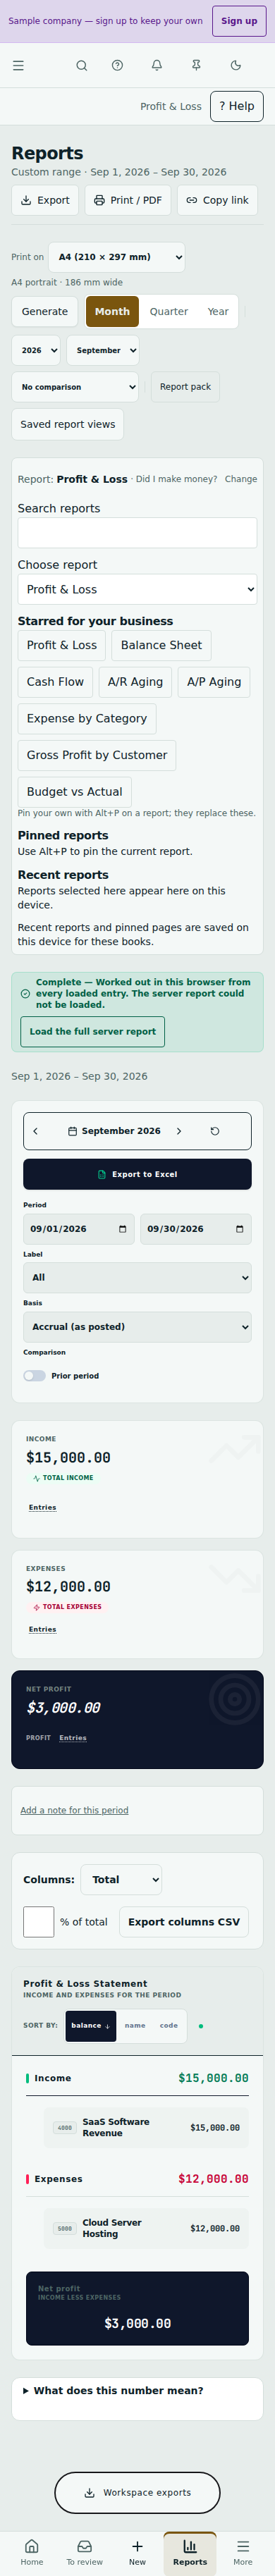 Sample company — sign up to keep your own
Sign up
Profit & Loss
? Help
Reports
Custom range · Sep 1, 2026 – Sep 30, 2026
Export
Print / PDF
Copy link
Print on
A4 (210 × 297 mm)
A4 portrait · 186 mm wide
Generate
Month
Quarter
Year
2026
September
No comparison
Report pack
Saved report views
Report: Profit & Loss · Did I make money?
Change
Search reports
Choose report
Profit & Loss
Starred for your business
Profit & Loss
Balance Sheet
Cash Flow
A/R Aging
A/P Aging
Expense by Category
Gross Profit by Customer
Budget vs Actual
Pin your own with Alt+P on a report; they replace these.
Pinned reports
Use Alt+P to pin the current report.
Recent reports
Reports selected here appear here on this
device.
Recent reports and pinned pages are saved on
this device for these books.
Complete — Worked out in this browser from
every loaded entry. The server report could
not be loaded.
Load the full server report
Sep 1, 2026 – Sep 30, 2026
September 2026
Export to Excel
Period
09/01/2026
09/30/2026
Label
All
Basis
Accrual (as posted)
Comparison
Prior period
INCOME
$15,000.00
TOTAL INCOME
Entries
EXPENSES
$12,000.00
TOTAL EXPENSES
Entries
NET PROFIT
$3,000.00
PROFIT
Entries
Add a note for this period
Columns:
Total
% of total
Export columns CSV
Profit & Loss Statement
INCOME AND EXPENSES FOR THE PERIOD
SORT BY:
balance ↓
name
code
Income
$15,000.00
4000
SaaS Software
Revenue
$15,000.00
Expenses
$12,000.00
5000
Cloud Server
Hosting
$12,000.00
Net profit
INCOME LESS EXPENSES
$3,000.00
What does this number mean?
Workspace exports
Home
To review
New
Reports
More